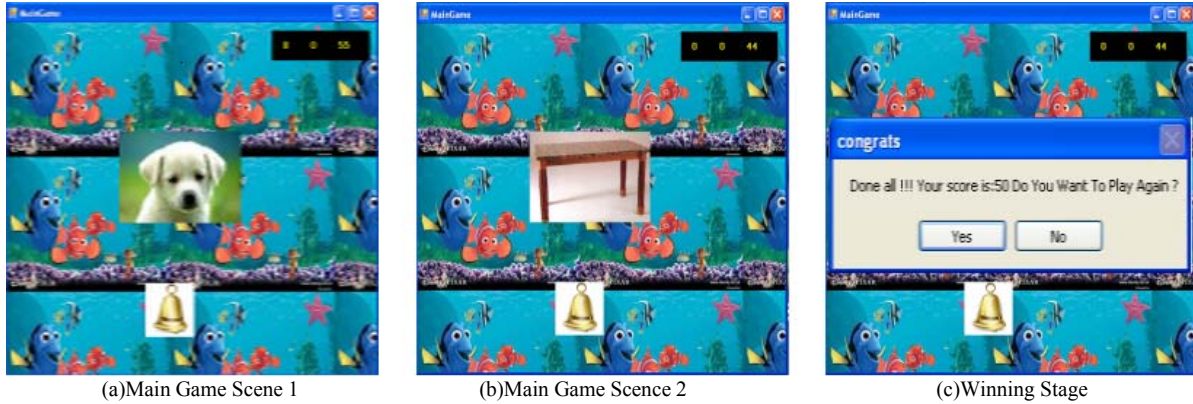 MainGame
0 55
MainGame
0 0 44
MainGame
0 0 44
congrats
Done all !!! Your score is:50 Do You Want To Play Again ?
Yes No
(a)Main Game Scene 1
(b)Main Game Scence 2
(c)Winning Stage